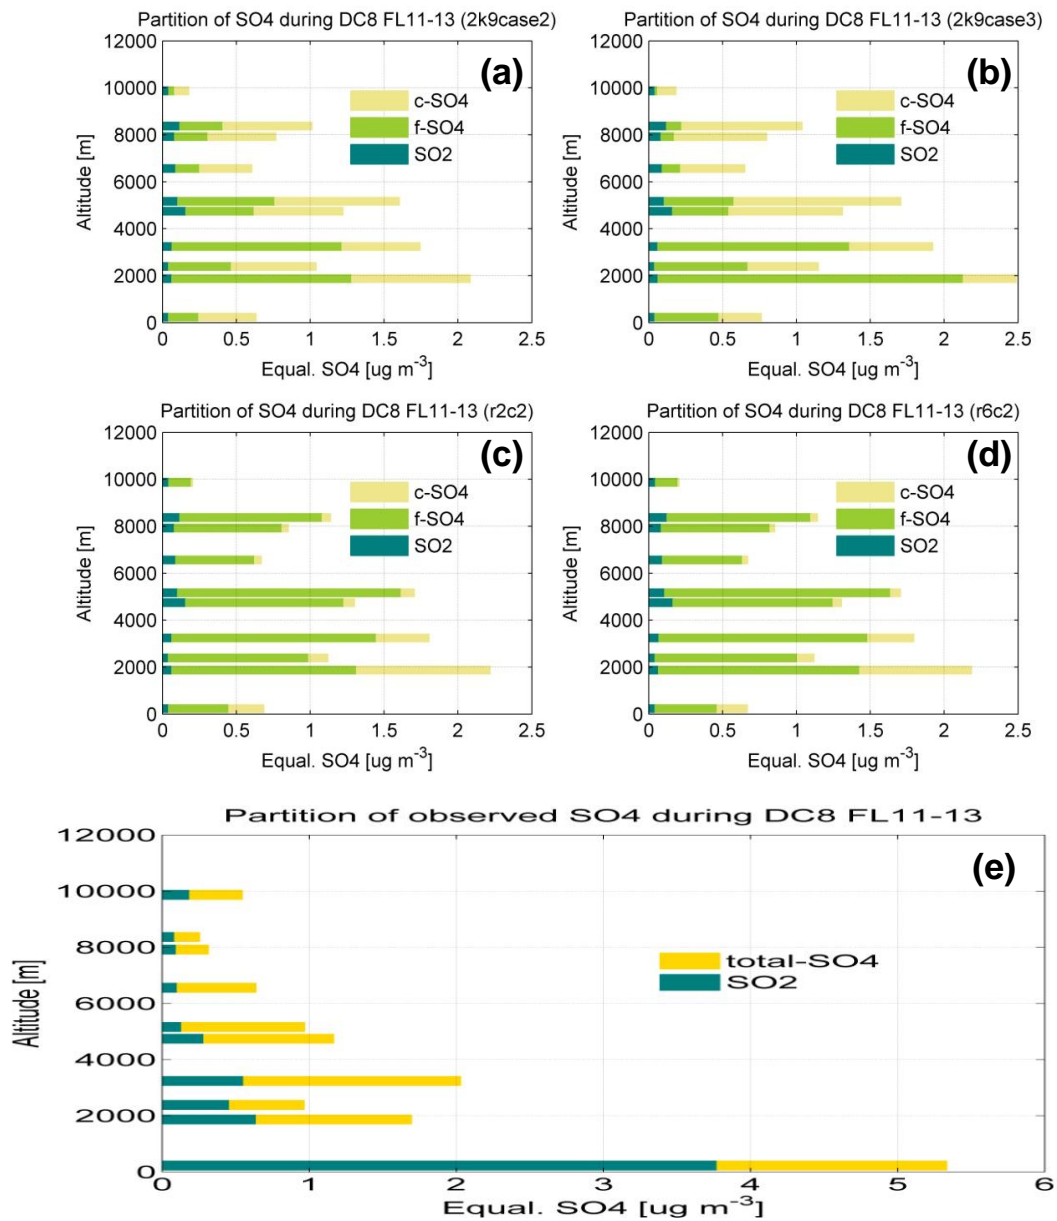 Partition of SO4 during DC8 FL11-13 (2k9case2)
12000
10000
8000
6000
4000
2000
0
Altitude [m]
(a)
c-SO4
f-SO4
SO2
0 0.5 1 1.5 2 2.5
Equal. SO4 [ug m-3]
Partition of SO4 during DC8 FL11-13 (2k9case3)
12000
10000
8000
6000
4000
2000
0
Altitude [m]
(b)
c-SO4
f-SO4
SO2
0 0.5 1 1.5 2 2.5
Equal. SO4 [ug m-3]
Partition of SO4 during DC8 FL11-13 (r2c2)
12000
10000
8000
6000
4000
2000
0
Altitude [m]
(c)
c-SO4
f-SO4
SO2
0 0.5 1 1.5 2 2.5
Equal. SO4 [ug m-3]
Partition of SO4 during DC8 FL11-13 (r6c2)
12000
10000
8000
6000
4000
2000
0
Altitude [m]
(d)
c-SO4
f-SO4
SO2
0 0.5 1 1.5 2 2.5
Equal. SO4 [ug m-3]
Partition of observed SO4 during DC8 FL11-13
12000
10000
8000
6000
4000
2000
0
Altitude [m]
(e)
total-SO4
SO2
0 1 2 3 4 5 6
Equal. SO4 [ug m-3]